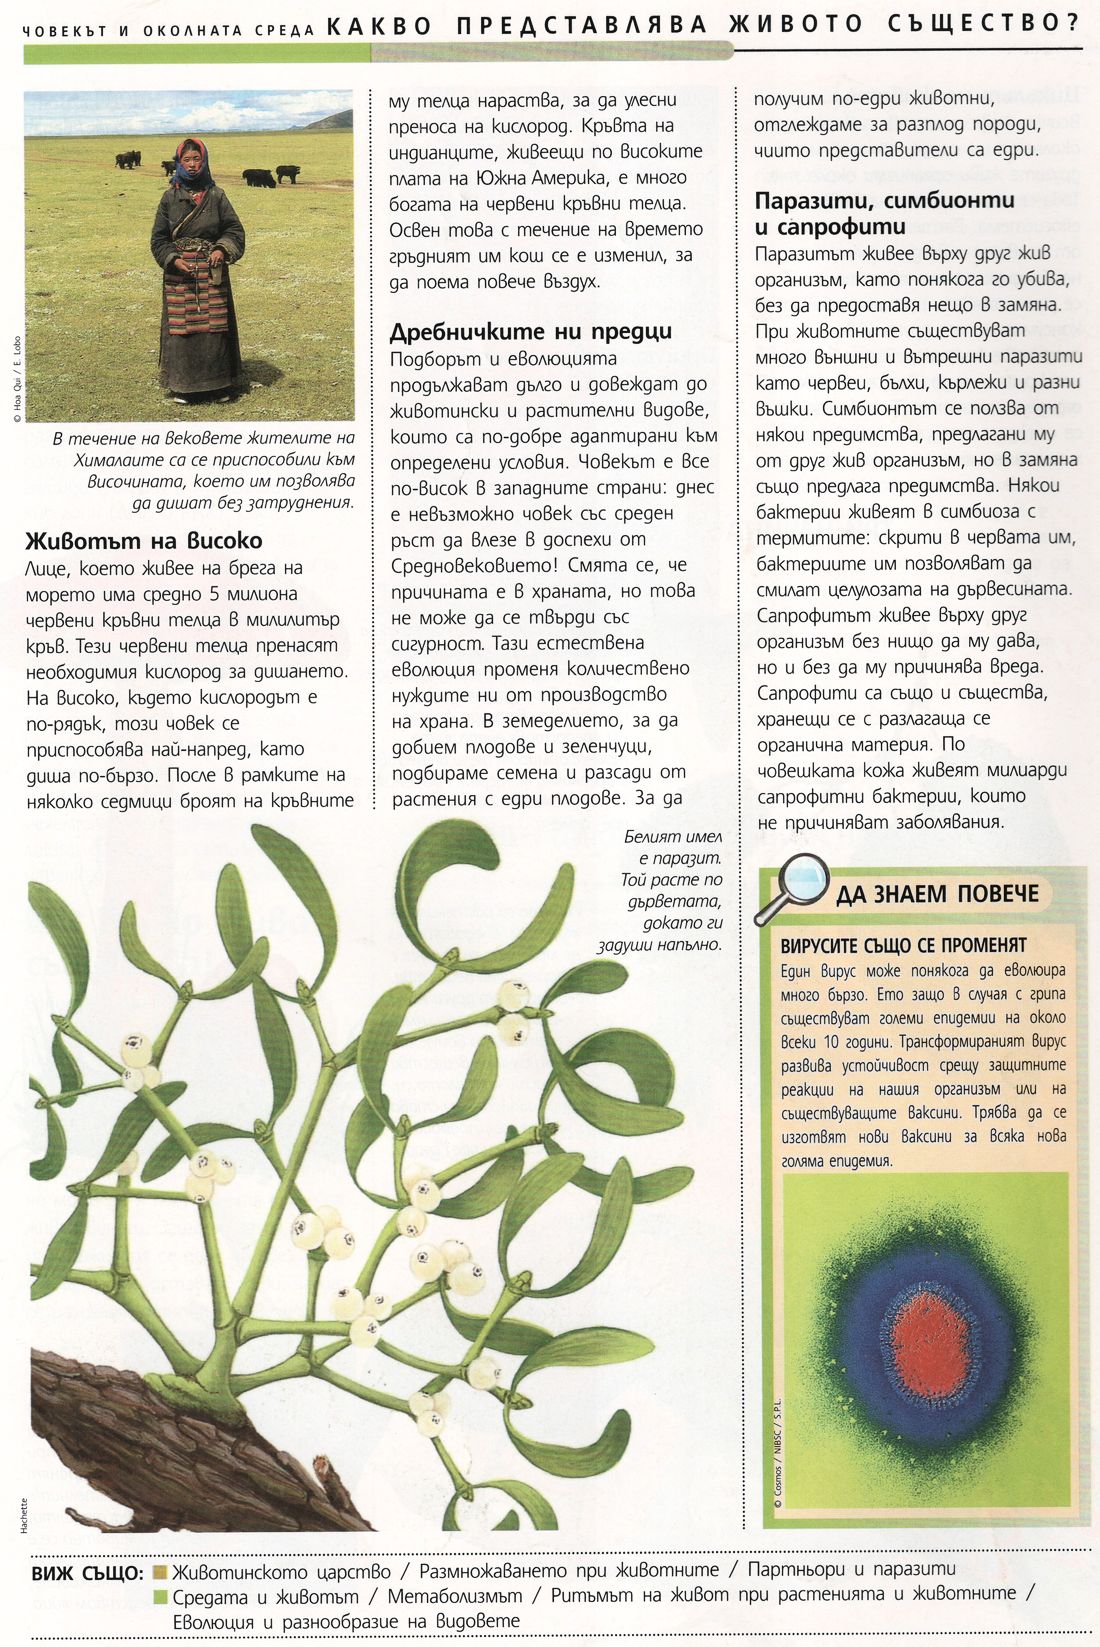 ЧОВЕКЪТ И ОКОЛНАТА СРЕДА КАКВО ПРЕДСТАВЛЯВА ЖИВОТО СЪЩЕСТВО?
© Hoa Qui / E. Lobo
В течение на вековете жителите на
Хималаите са се приспособили към
височината, което им позволява
да дишат без затруднения.
Животът на високо
Лице, което живее на брега на
морето има средно 5 милиона
червени кръвни телца в милилитър
кръв. Тези червени телца пренасят
необходимия кислород за дишането.
На високо, където кислородът е
по-рядък, този човек се
приспособява най-напред, като
диша по-бързо. После в рамките на
няколко седмици броят на кръвните
му телца нараства, за да улесни
преноса на кислород. Кръвта на
индианците, живеещи по високите
плата на Южна Америка, е много
богата на червени кръвни телца.
Освен това с течение на времето
гръдният им кош се е изменил, за
да поема повече въздух.
Дребничките ни предци
Подборът и еволюцията
продължават дълго и довеждат до
животински и растителни видове,
които са по-добре адаптирани към
определени условия. Човекът е все
по-висок в западните страни: днес
е невъзможно човек със среден
ръст да влезе в доспехи от
Средновековието! Смята се, че
причината е в храната, но това
не може да се твърди със
сигурност. Тази естествена
еволюция променя количествено
нуждите ни от производство
на храна. В земеделието, за да
добием плодове и зеленчуци,
подбираме семена и разсади от
растения с едри плодове. За да
получим по-едри животни,
отглеждаме за разплод породи,
чиито представители са едри.
Паразити, симбионти
и сапрофити
Паразитът живее върху друг жив
организъм, като понякога го убива,
без да предоставя нещо в замяна.
При животните съществуват
много външни и вътрешни паразити
като червеи, бълхи, кърлежи и разни
въшки. Симбионтът се ползва от
някои предимства, предлагани му
от друг жив организъм, но в замяна
също предлага предимства. Някои
бактерии живеят в симбиоза с
термитите: скрити в червата им,
бактериите им позволяват да
смилат целулозата на дървесината.
Сапрофитът живее върху друг
организъм без нищо да му дава,
но и без да му причинява вреда.
Сапрофити са също и същества,
хранещи се с разлагаща се
органична материя. По
човешката кожа живеят милиарди
сапрофитни бактерии, които
не причиняват заболявания.
Белият имел
е паразит.
Той расте по
дърветата,
докато ги
задуши напълно.
Hachette
ДА ЗНАЕМ ПОВЕЧЕ
ВИРУСИТЕ СЪЩО СЕ ПРОМЕНЯТ
Един вирус може понякога да еволюира
много бързо. Ето защо в случая с грипа
съществуват големи епидемии на около
всеки 10 години. Трансформираният вирус
развива устойчивост срещу защитните
реакции на нашия организъм или на
съществуващите ваксини. Трябва да се
изготвят нови ваксини за всяка нова
голяма епидемия.
© Cosmos / NIBSC / S.P.L.
ВИЖ СЪЩО: Животинското царство / Размножаването при животните / Партньори и паразити
Средата и животът / Метаболизмът / Ритъмът на живот при растенията и животните /
Еволюция и разнообразие на видовете